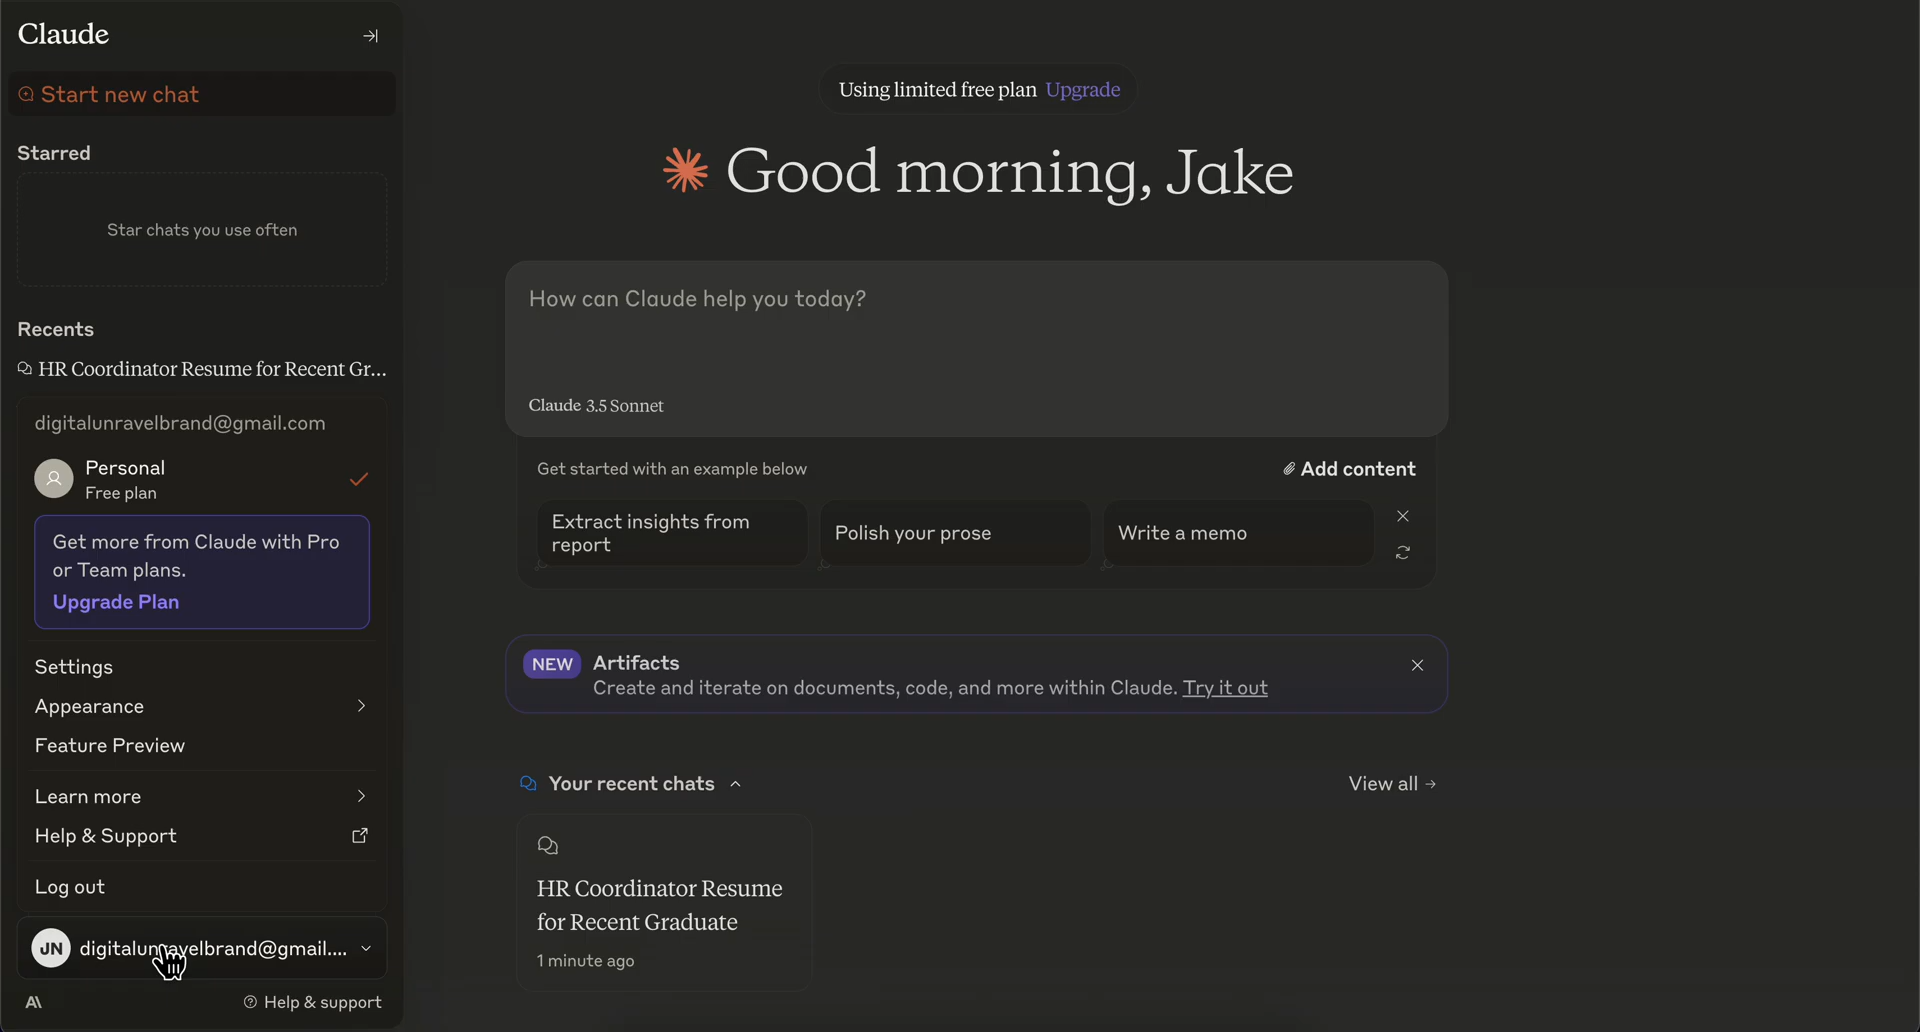 Claude
Start new chat
Starred
Star chats you use often
Recents
HR Coordinator Resume for Recent Gr...
digitalunravelbrand@gmail.com
Personal
Free plan
Get more from Claude with Pro
or Team plans.
Upgrade Plan
Settings
Appearance
Feature Preview
Learn more
Help & Support
Log out
JN digitalunravelbrand@gmail....
A\
Help & support
Using limited free plan Upgrade
Good morning, Jake
How can Claude help you today?
Claude 3.5 Sonnet
Get started with an example below
Add content
Extract insights from
report
Polish your prose
Write a memo
NEW Artifacts
Create and iterate on documents, code, and more within Claude. Try it out
Your recent chats
View all →
HR Coordinator Resume
for Recent Graduate
1 minute ago